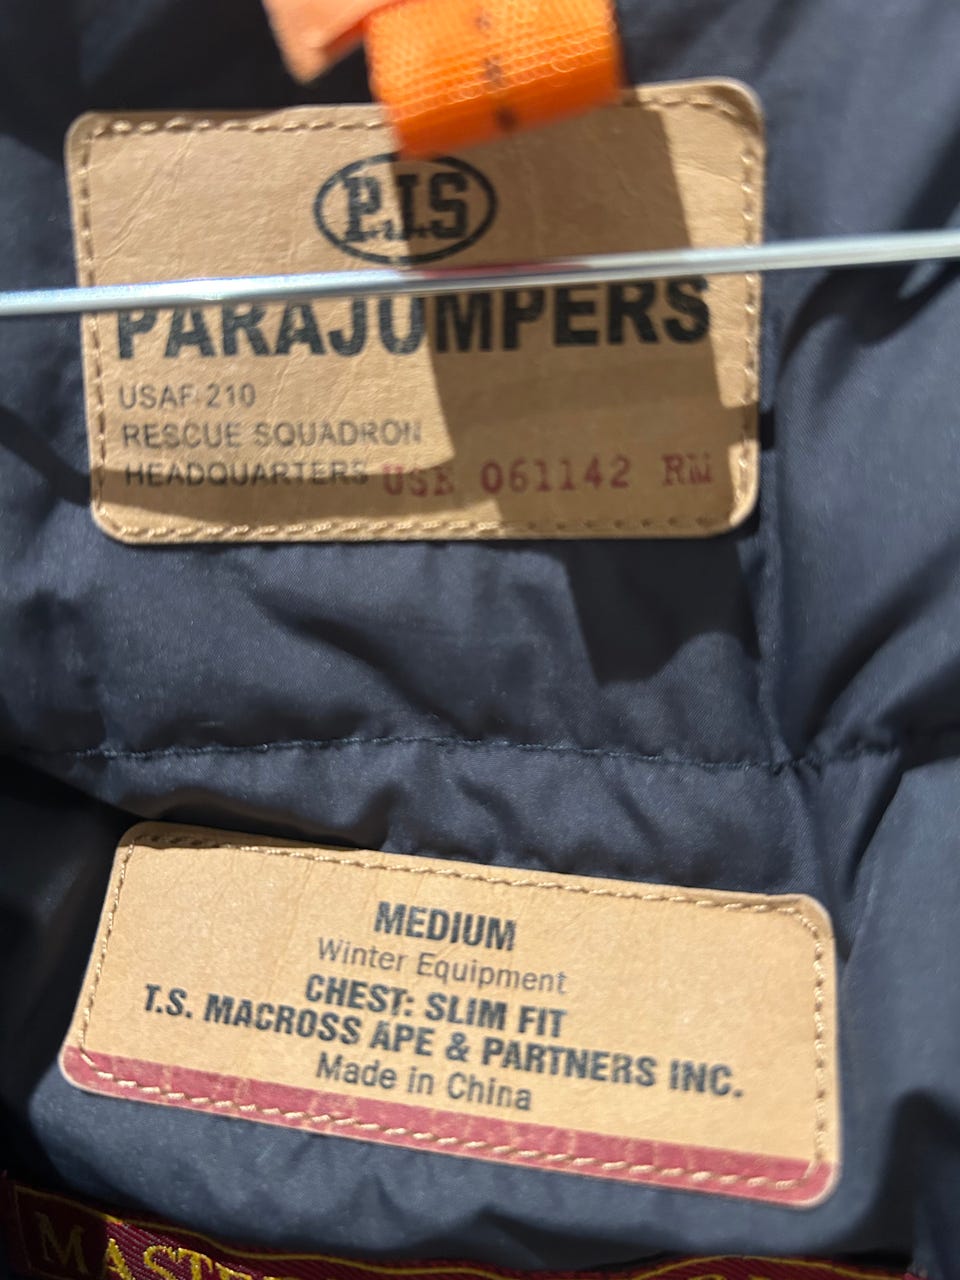 P.J.S
PARAJUMPERS
USAF 210
RESCUE SQUADRON
HEADQUARTERS USE 061142 RM
MEDIUM
Winter Equipment
CHEST: SLIM FIT
T.S. MACROSS APE & PARTNERS INC.
Made in China